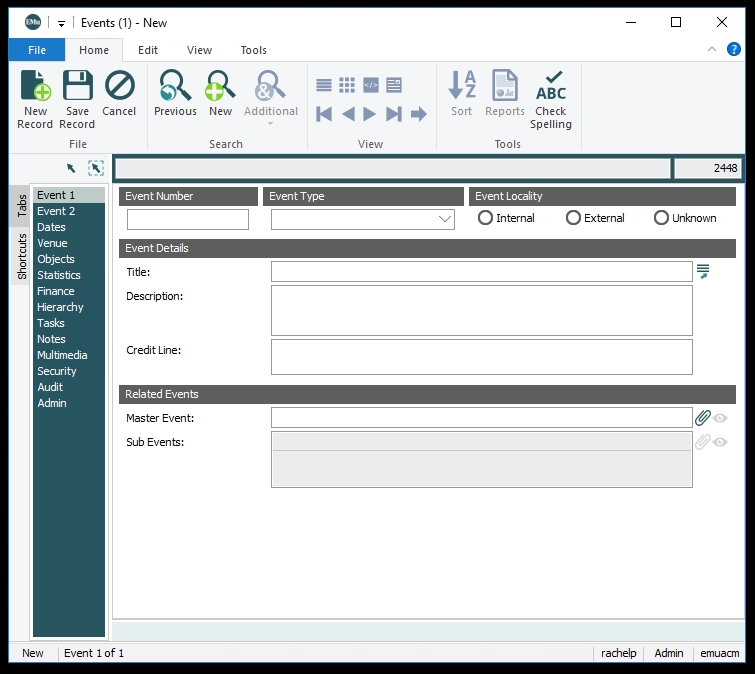 EMu
Events (1) - New
File Home Edit View Tools
?
New Record
Save Record
Cancel
File
Previous
New
&
Additional
Search
</>
View
A
Z
Sort
Reports
ABC
Check Spelling
Tools
2448
Tabs
Shortcuts
Event 1
Event 2
Dates
Venue
Objects
Statistics
Finance
Hierarchy
Tasks
Notes
Multimedia
Security
Audit
Admin
Event Number
Event Type
Event Locality
Internal
External
Unknown
Event Details
Title:
Description:
Credit Line:
Related Events
Master Event:
Sub Events:
New
Event 1 of 1
rachelp
Admin
emuacm